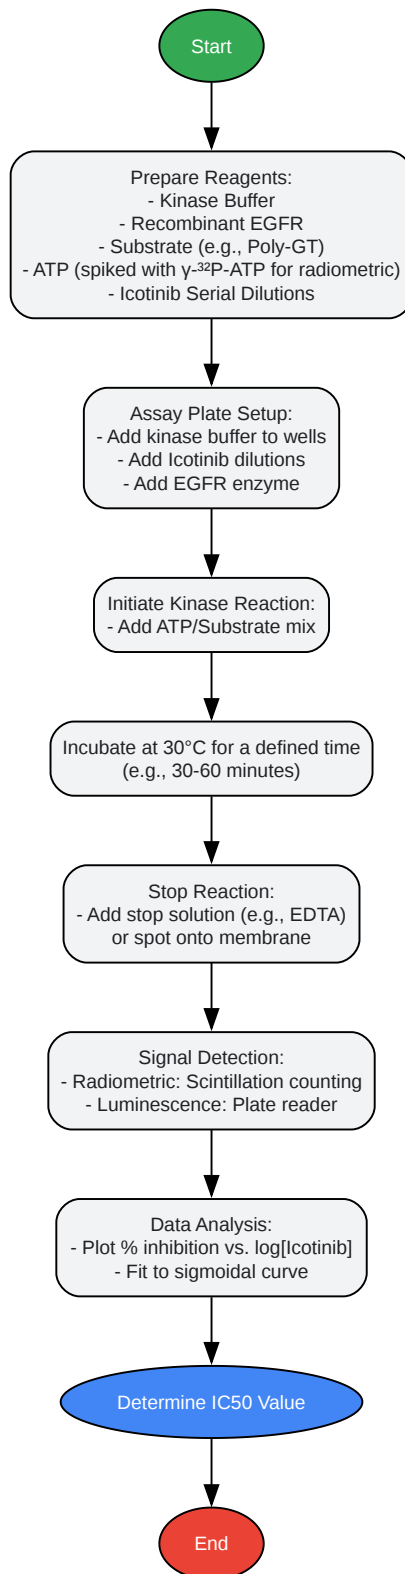 Start
Prepare Reagents:
- Kinase Buffer
- Recombinant EGFR
- Substrate (e.g., Poly-GT)
- ATP (spiked with γ-³²P-ATP for radiometric)
- Icotinib Serial Dilutions
Assay Plate Setup:
- Add kinase buffer to wells
- Add Icotinib dilutions
- Add EGFR enzyme
Initiate Kinase Reaction:
- Add ATP/Substrate mix
Incubate at 30°C for a defined time
(e.g., 30-60 minutes)
Stop Reaction:
- Add stop solution (e.g., EDTA)
or spot onto membrane
Signal Detection:
- Radiometric: Scintillation counting
- Luminescence: Plate reader
Data Analysis:
- Plot % inhibition vs. log[Icotinib]
- Fit to sigmoidal curve
Determine IC50 Value
End